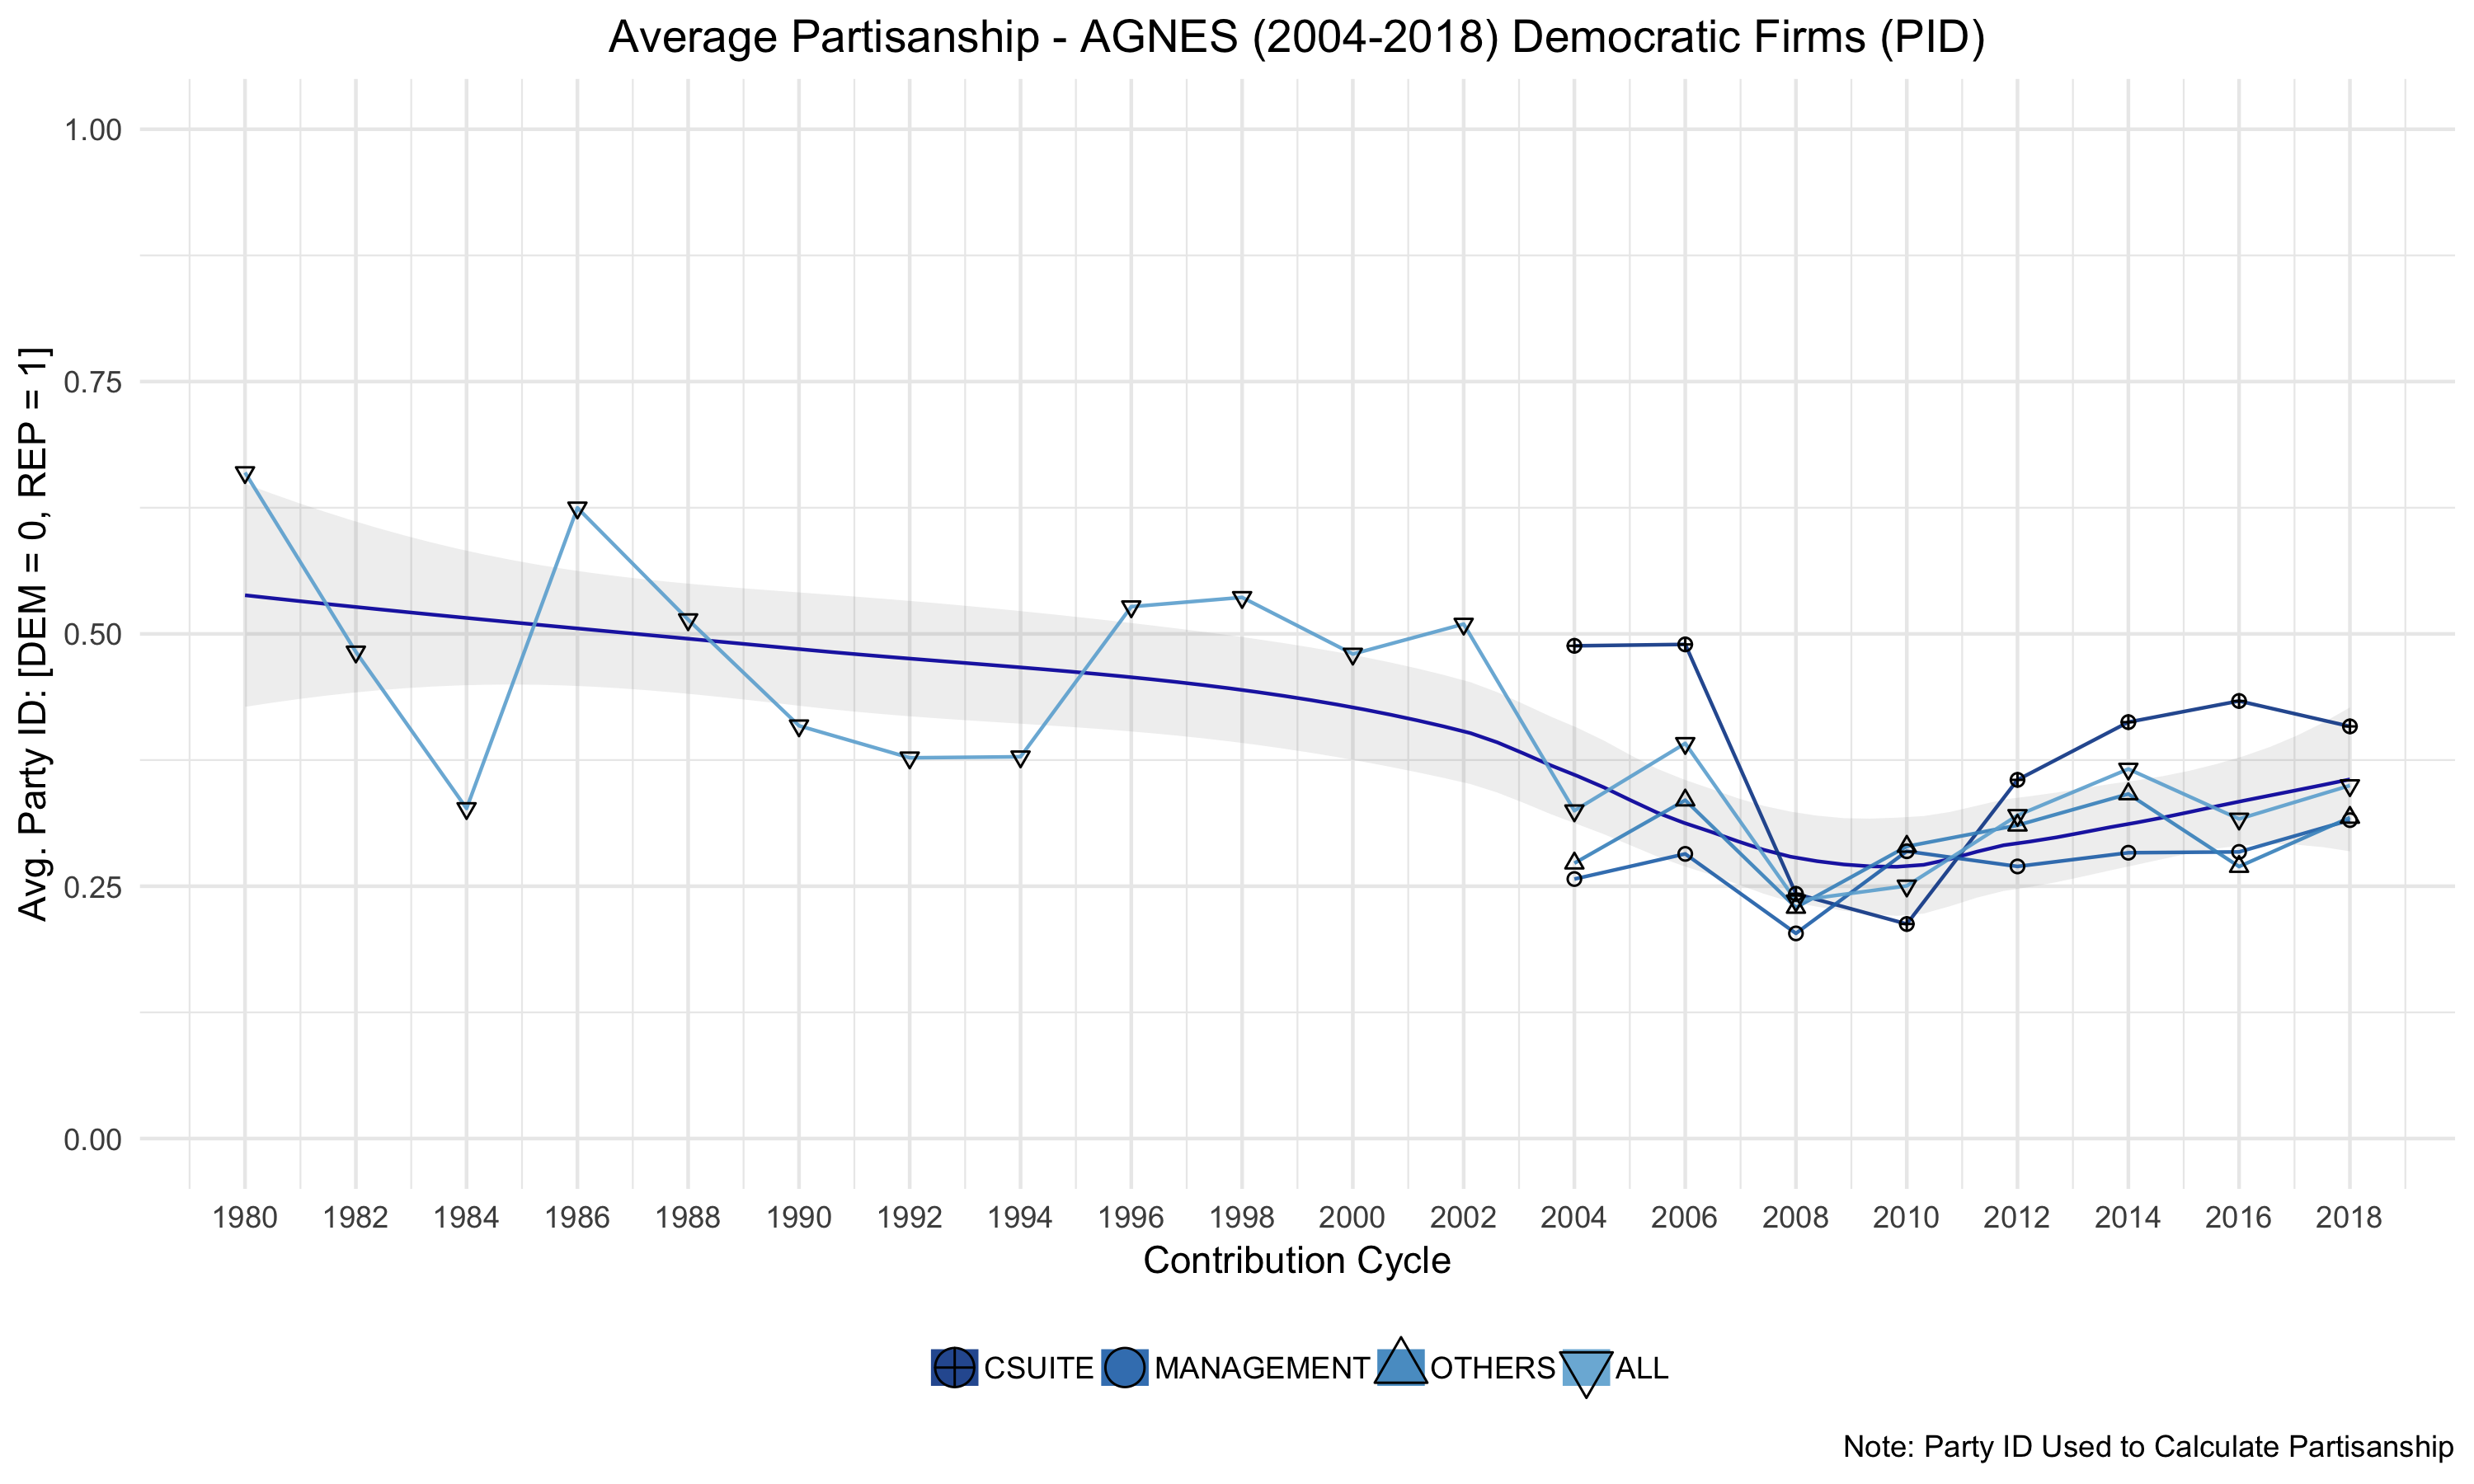 Average Partisanship - AGNES (2004-2018) Democratic Firms (PID)
Avg. Party ID: [DEM = 0, REP = 1]
1.00
0.75
0.50
0.25
0.00
1980 1982 1984 1986 1988 1990 1992 1994 1996 1998 2000 2002 2004 2006 2008 2010 2012 2014 2016 2018
Contribution Cycle
CSUITE MANAGEMENT OTHERS ALL
Note: Party ID Used to Calculate Partisanship